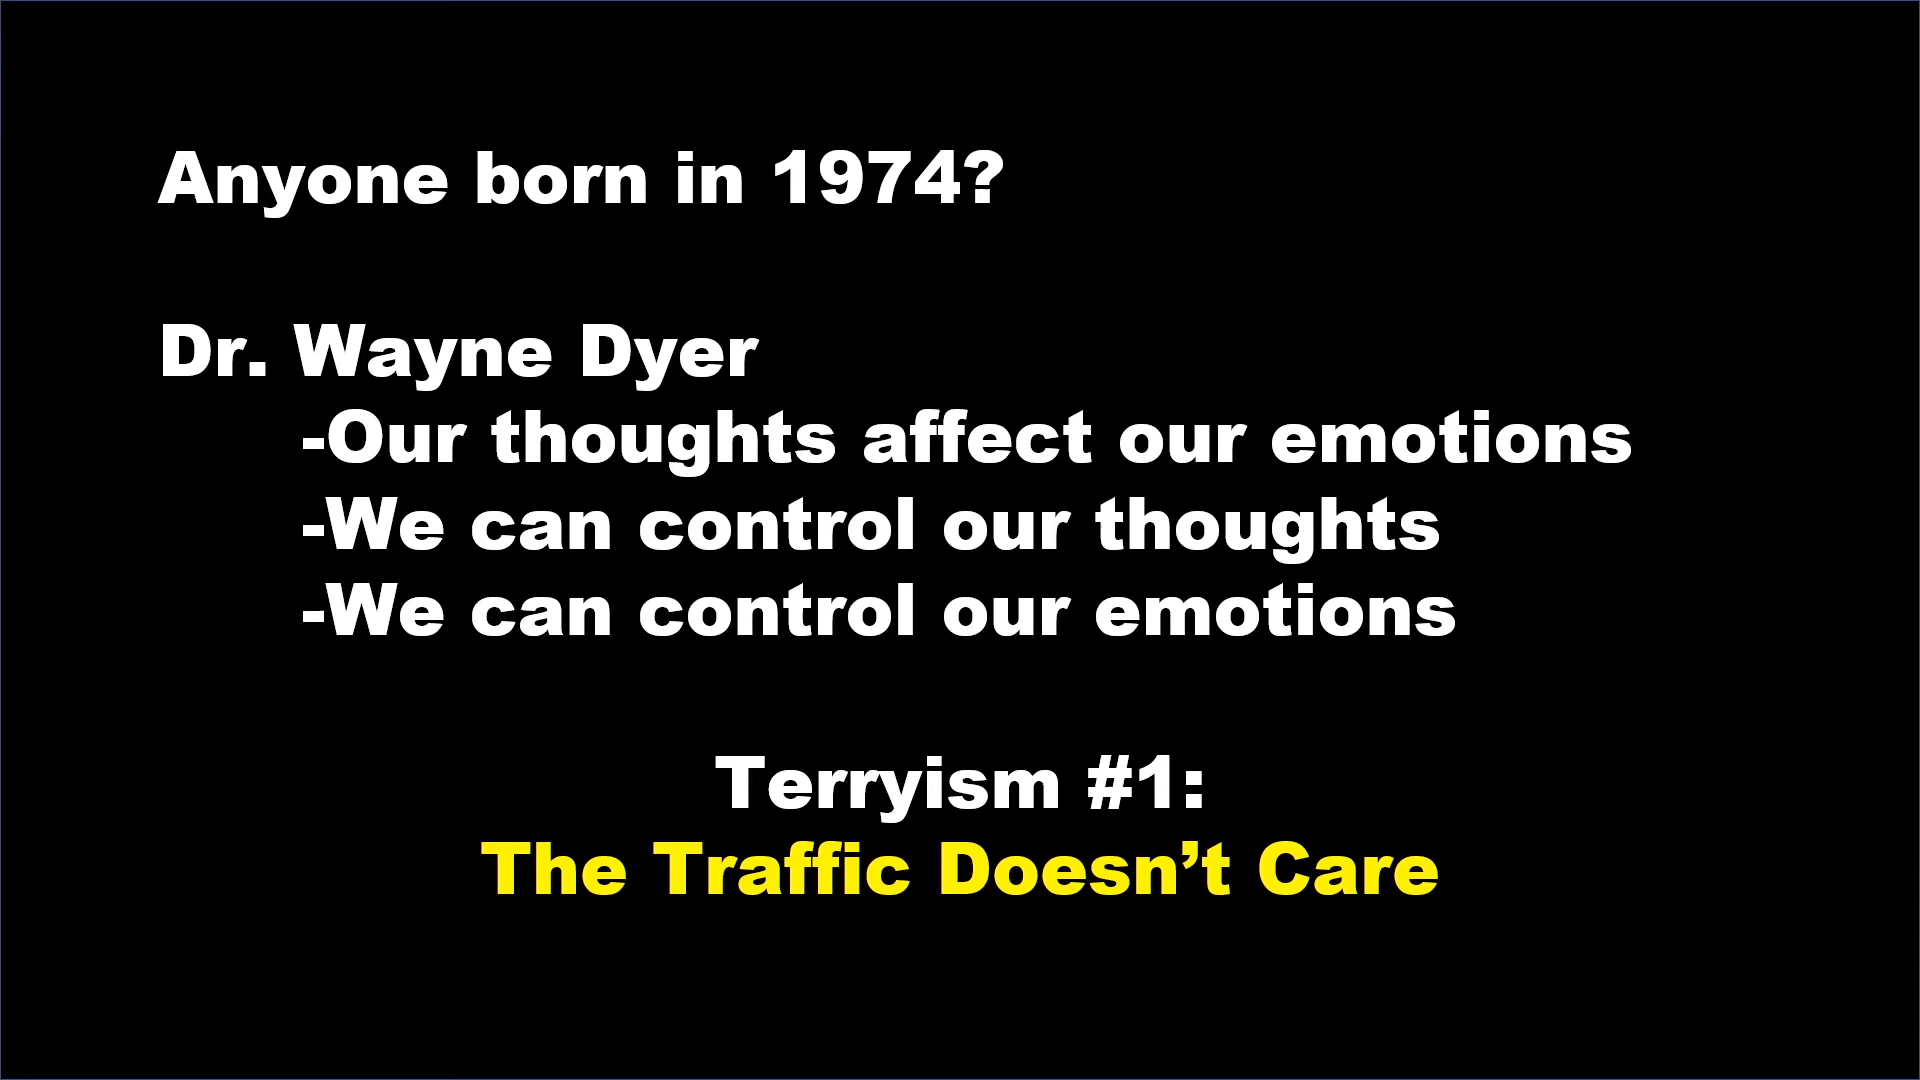 Anyone born in 1974?
Dr. Wayne Dyer
-Our thoughts affect our emotions
-We can control our thoughts
-We can control our emotions
Terryism #1:
The Traffic Doesn’t Care